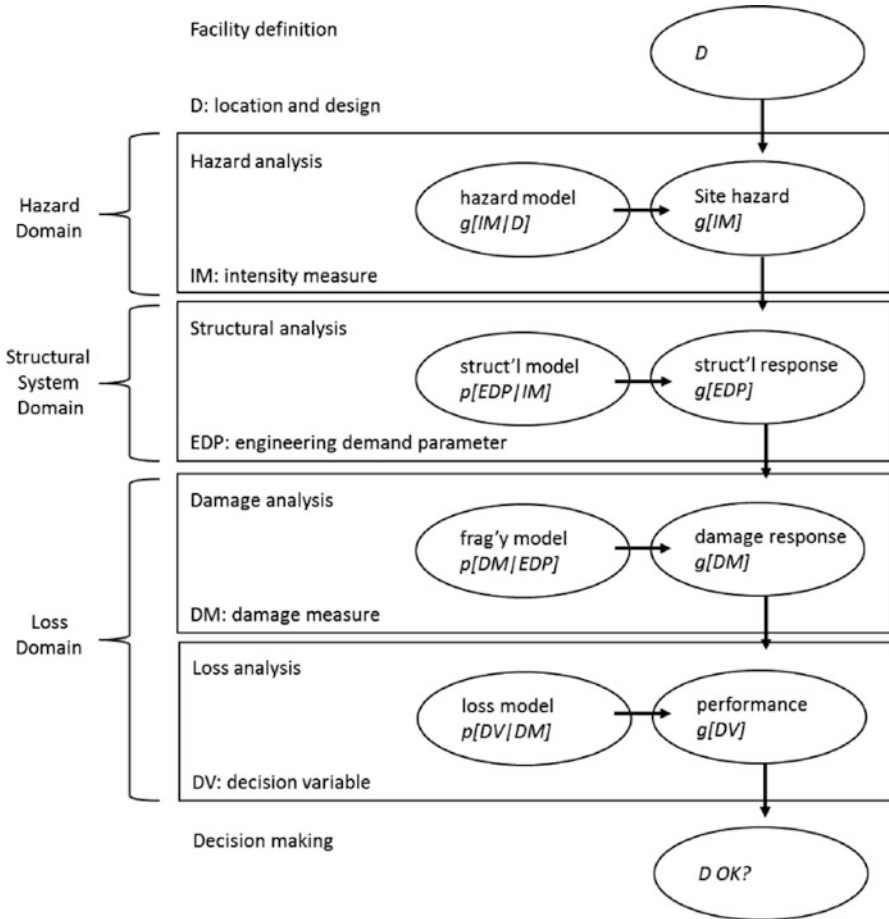 Facility definition
D
D: location and design
Hazard analysis
Hazard
Domain
hazard model
g[IM|D]
Site hazard
g[IM]
IM: intensity measure
Structural analysis
Structural
System
Domain
struct'l model
p[EDP|IM]
struct'l response
g[EDP]
EDP: engineering demand parameter
Damage analysis
frag'y model
p[DM|EDP]
damage response
g[DM]
DM: damage measure
Loss
Domain
Loss analysis
loss model
p[DV|DM]
performance
g[DV]
DV: decision variable
Decision making
D OK?